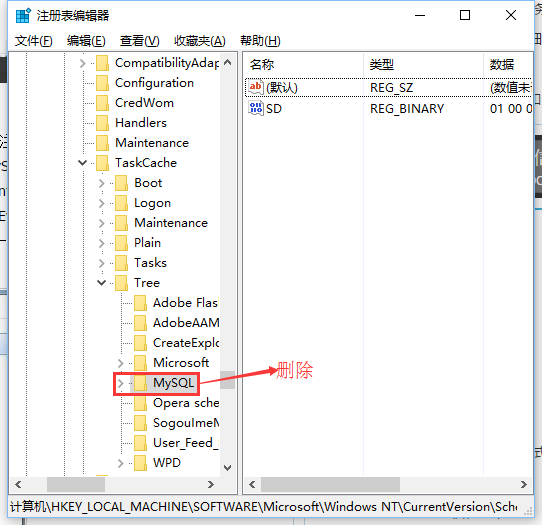 注册表编辑器
文件(F) 编辑(E) 查看(V) 收藏夹(A) 帮助(H)
CompatibilityAdap
Configuration
CredWom
Handlers
Maintenance
TaskCache
Boot
Logon
Maintenance
Plain
Tasks
Tree
Adobe Flas
AdobeAAM
CreateExplo
Microsoft
MySQL
Opera sche
SogouImeM
User_Feed_
WPD
名称 类型 数据
(默认) REG_SZ (数值未
SD REG_BINARY 01 00 0
删除
计算机\HKEY_LOCAL_MACHINE\SOFTWARE\Microsoft\Windows NT\CurrentVersion\Sche